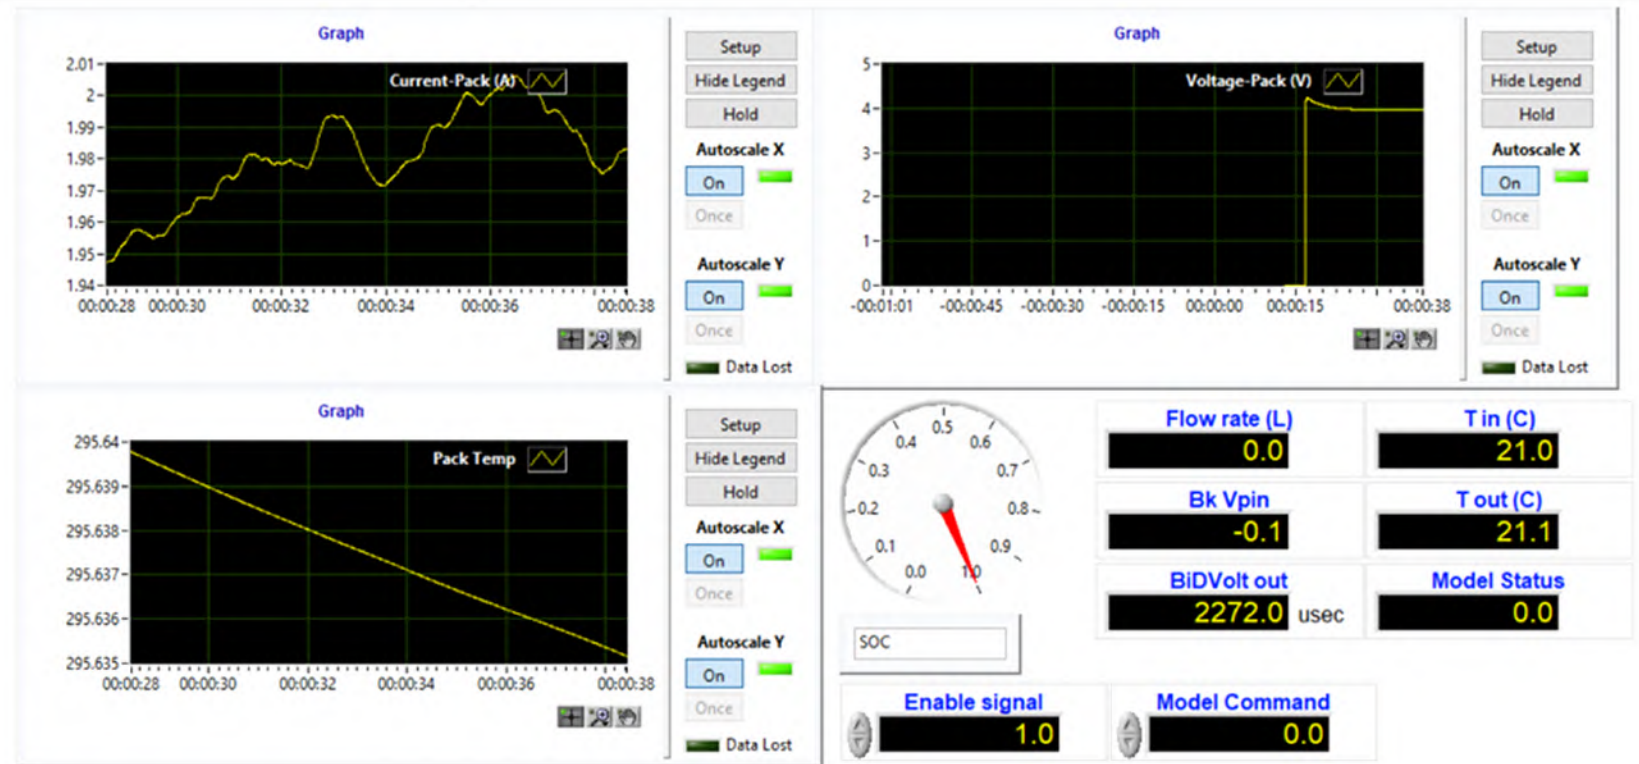 Graph
Current-Pack (A)
2.01
2
1.99
1.98
1.97
1.96
1.95
1.94
00:00:28 00:00:30 00:00:32 00:00:34 00:00:36 00:00:38
Setup
Hide Legend
Hold
Autoscale X
On
Once
Autoscale Y
On
Once
Data Lost
Graph
Voltage-Pack (V)
5
4
3
2
1
0
-00:01:01 -00:00:45 -00:00:30 -00:00:15 00:00:00 00:00:15 00:00:38
Setup
Hide Legend
Hold
Autoscale X
On
Once
Autoscale Y
On
Once
Data Lost
Graph
Pack Temp
295.64
295.639
295.638
295.637
295.636
295.635
00:00:28 00:00:30 00:00:32 00:00:34 00:00:36 00:00:38
Setup
Hide Legend
Hold
Autoscale X
On
Once
Autoscale Y
On
Once
Data Lost
0.0
0.1
0.2
0.3
0.4
0.5
0.6
0.7
0.8
0.9
1.0
SOC
Flow rate (L)
0.0
T in (C)
21.0
Bk Vpin
-0.1
T out (C)
21.1
BiDVolt out
2272.0 usec
Model Status
0.0
Enable signal
1.0
Model Command
0.0